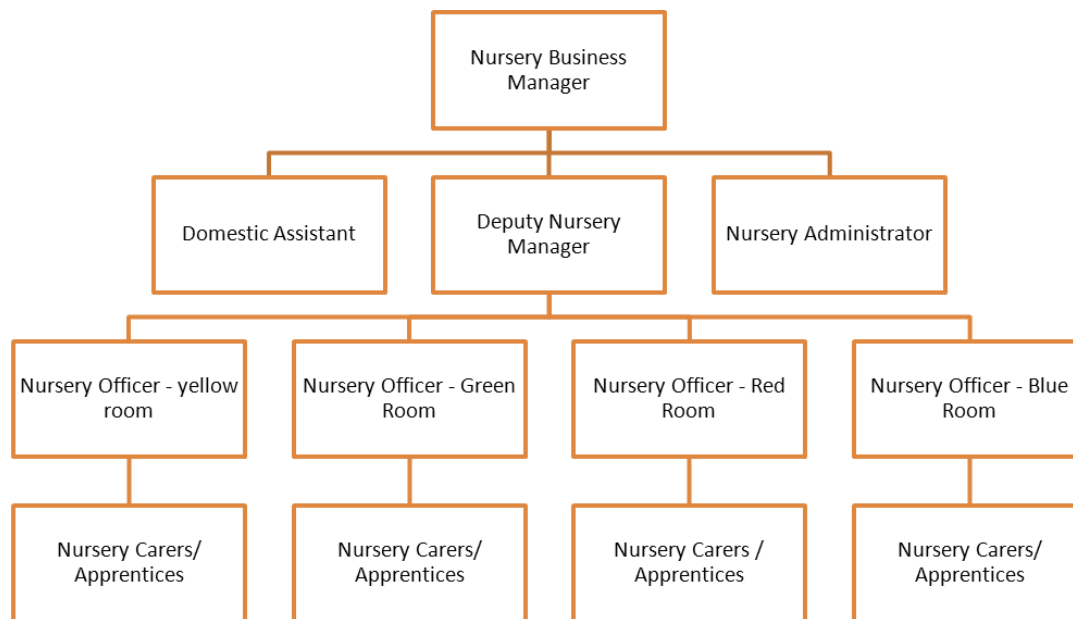 Nursery Business
Manager
Domestic Assistant
Deputy Nursery
Manager
Nursery Administrator
Nursery Officer - yellow
room
Nursery Officer - Green
Room
Nursery Officer - Red
Room
Nursery Officer - Blue
Room
Nursery Carers/
Apprentices
Nursery Carers/
Apprentices
Nursery Carers /
Apprentices
Nursery Carers/
Apprentices